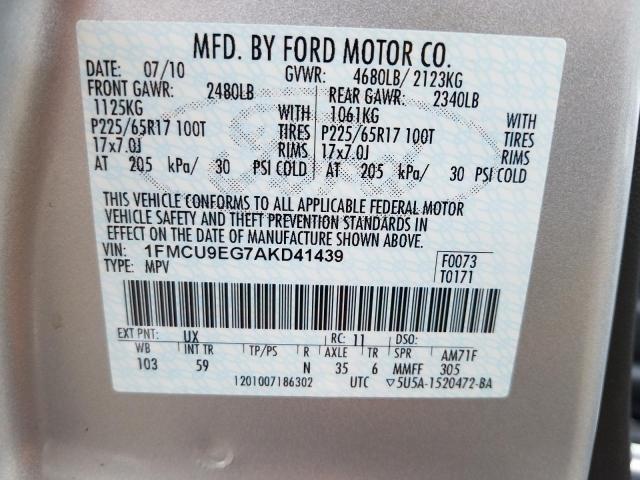 MFD. BY FORD MOTOR CO.
DATE: 07/10 GVWR: 4680LB/2123KG
FRONT GAWR: 2480LB REAR GAWR: 2340LB
1125KG WITH 1061KG WITH
P225/65R17 100T TIRES P225/65R17 100T TIRES
17x7.0J RIMS 17x7.0J RIMS
AT 205 kPa/ 30 PSI COLD AT 205 kPa/ 30 PSI COLD
THIS VEHICLE CONFORMS TO ALL APPLICABLE FEDERAL MOTOR
VEHICLE SAFETY AND THEFT PREVENTION STANDARDS IN
EFFECT ON THE DATE OF MANUFACTURE SHOWN ABOVE.
VIN: 1FMCU9EG7AKD41439 F0073
TYPE: MPV T0171
EXT PNT: UX RC: 11 DSO:
WB INT TR TP/PS R AXLE TR SPR AM71F
103 59 N 35 6 MMFF 305
1201007186302 UTC ▽5U5A-1520472-BA